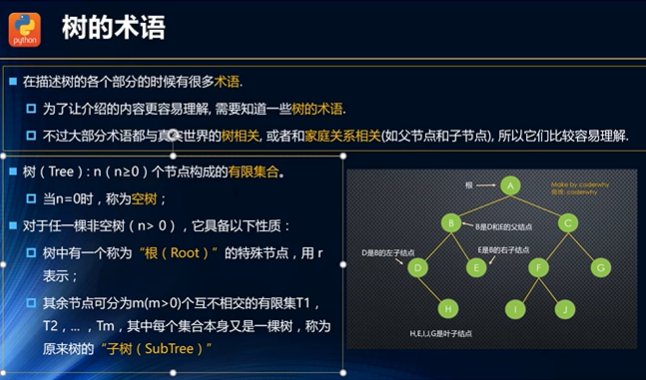 python
树的术语
在描述树的各个部分的时候有很多术语.
为了让介绍的内容更容易理解, 需要知道一些树的术语.
不过大部分术语都与真实世界的树相关, 或者和家庭关系相关(如父节点和子节点), 所以它们比较容易理解.
树（Tree）: n（n≥0）个节点构成的有限集合。
当n=0时，称为空树；
对于任一棵非空树（n> 0），它具备以下性质：
树中有一个称为“根（Root）”的特殊节点，用 r
表示；
其余节点可分为m(m>0)个互不相交的有限集T1，
T2，... ，Tm，其中每个集合本身又是一棵树，称为
原来树的“子树（SubTree）”
根
A
Make by coderwhy
coderwhy
B
B是D和E的父结点
C
D是B的左子结点
E是B的右子结点
D
E
F
G
H
I
J
H,E,I,J,G是叶子结点